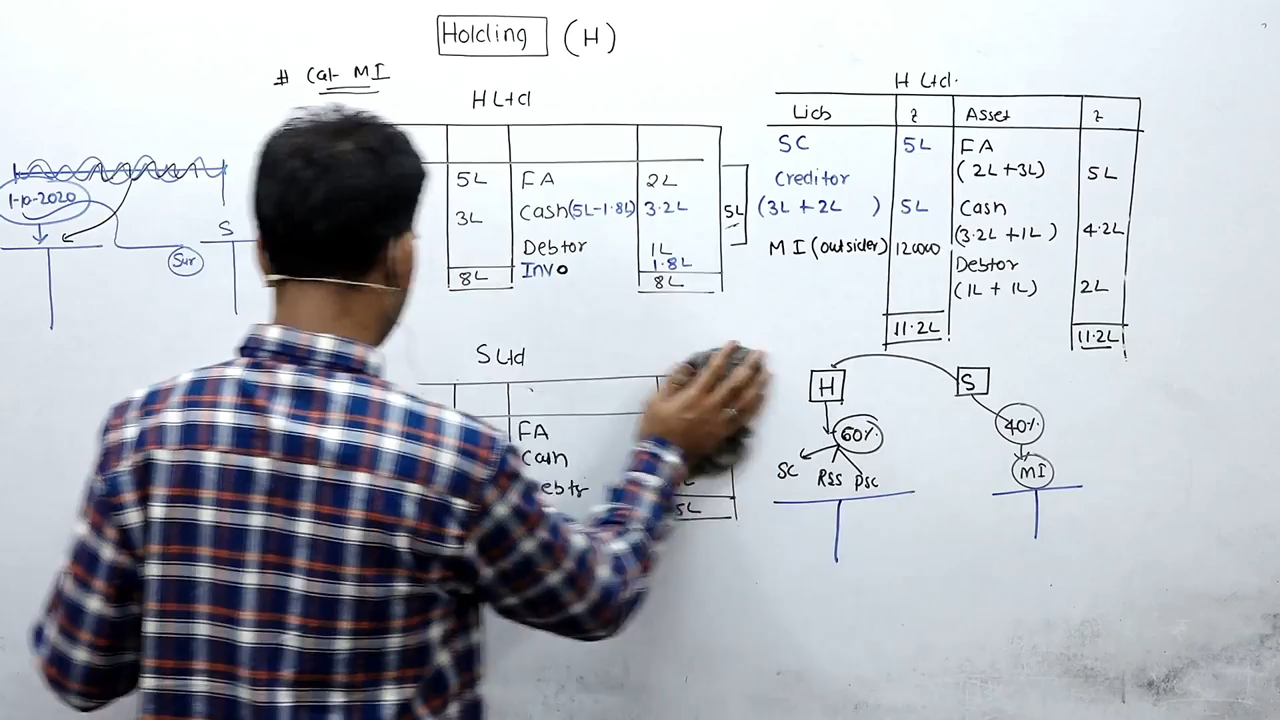 Holding (H)
# Cal- MI
H Ltd
5L FA 2L
3L Cash(5L-1.8L) 3.2L 5L
Debtor 1L
Invo 1.8L
8L 8L
1-10-2020
S
Sur
S Ltd
FA
Cash
5L
H Ltd.
Liab ₹ Asset ₹
SC 5L FA
Creditor (2L+3L) 5L
(3L + 2L ) 5L Cash
MI (outsider) 12000 (3.2L + 1L) 4.2L
Debtor
(1L + 1L) 2L
11.2L 11.2L
H S
60% 40%
SC RSS PSC MI